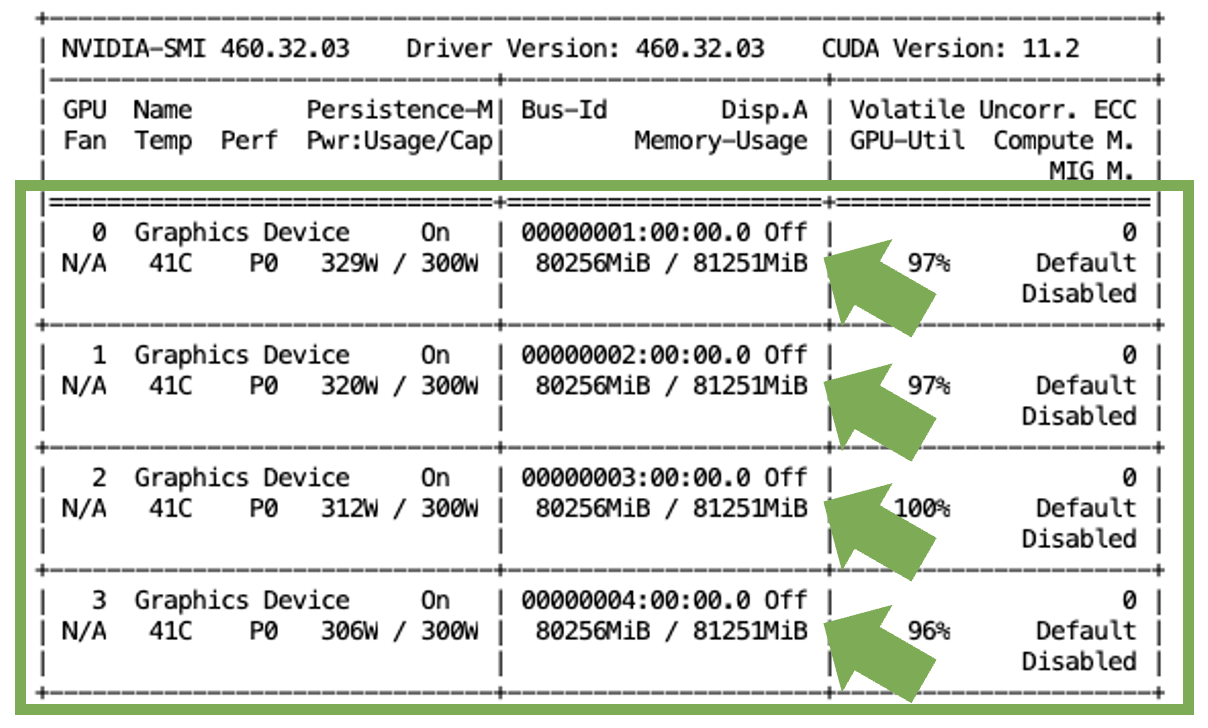 NVIDIA-SMI 460.32.03 Driver Version: 460.32.03 CUDA Version: 11.2
GPU Name Persistence-M| Bus-Id Disp.A | Volatile Uncorr. ECC
Fan Temp Perf Pwr:Usage/Cap| Memory-Usage | GPU-Util Compute M.
MIG M.
0 Graphics Device On | 00000001:00:00.0 Off | 0
N/A 41C P0 329W / 300W | 80256MiB / 81251MiB | 97% Default
Disabled
1 Graphics Device On | 00000002:00:00.0 Off | 0
N/A 41C P0 320W / 300W | 80256MiB / 81251MiB | 97% Default
Disabled
2 Graphics Device On | 00000003:00:00.0 Off | 0
N/A 41C P0 312W / 300W | 80256MiB / 81251MiB | 100% Default
Disabled
3 Graphics Device On | 00000004:00:00.0 Off | 0
N/A 41C P0 306W / 300W | 80256MiB / 81251MiB | 96% Default
Disabled